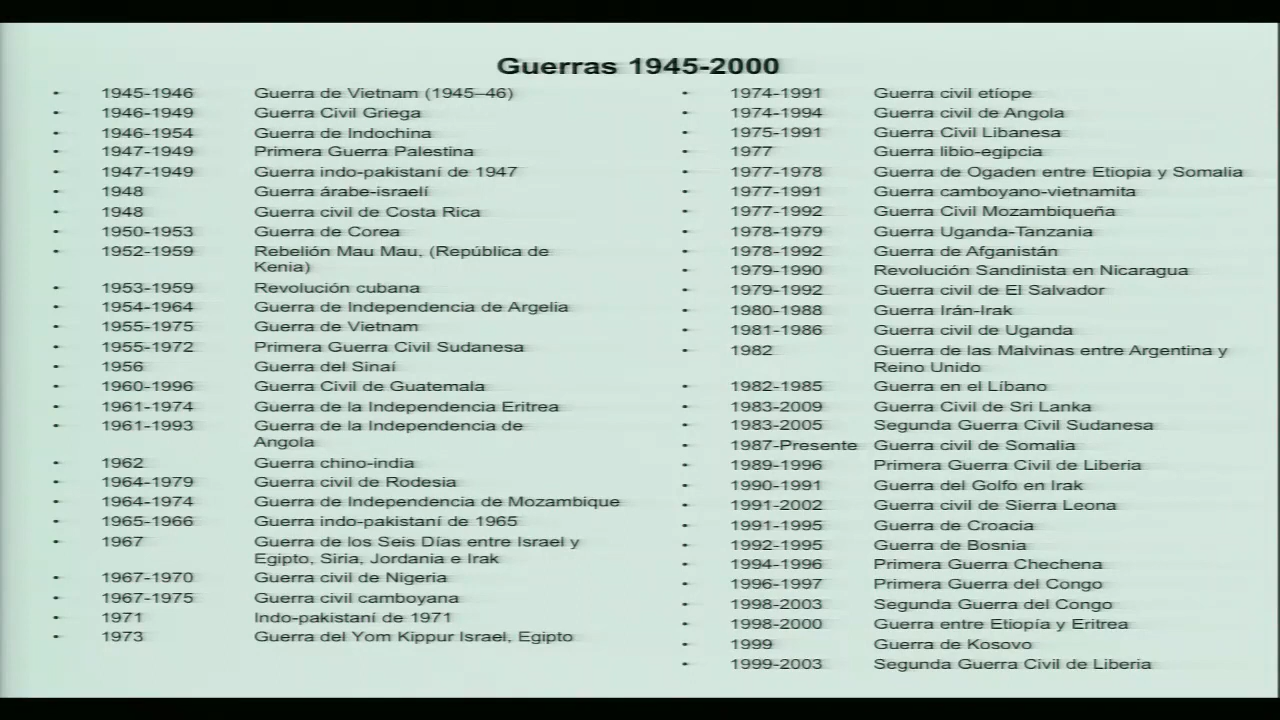 Guerras 1945-2000
• 1945-1946 Guerra de Vietnam (1945–46)
• 1946-1949 Guerra Civil Griega
• 1946-1954 Guerra de Indochina
• 1947-1949 Primera Guerra Palestina
• 1947-1949 Guerra indo-pakistaní de 1947
• 1948 Guerra árabe-israelí
• 1948 Guerra civil de Costa Rica
• 1950-1953 Guerra de Corea
• 1952-1959 Rebelión Mau Mau, (República de
Kenia)
• 1953-1959 Revolución cubana
• 1954-1964 Guerra de Independencia de Argelia
• 1955-1975 Guerra de Vietnam
• 1955-1972 Primera Guerra Civil Sudanesa
• 1956 Guerra del Sinaí
• 1960-1996 Guerra Civil de Guatemala
• 1961-1974 Guerra de la Independencia Eritrea
• 1961-1993 Guerra de la Independencia de
Angola
• 1962 Guerra chino-india
• 1964-1979 Guerra civil de Rodesia
• 1964-1974 Guerra de Independencia de Mozambique
• 1965-1966 Guerra indo-pakistaní de 1965
• 1967 Guerra de los Seis Días entre Israel y
Egipto, Siria, Jordania e Irak
• 1967-1970 Guerra civil de Nigeria
• 1967-1975 Guerra civil camboyana
• 1971 Indo-pakistaní de 1971
• 1973 Guerra del Yom Kippur Israel, Egipto
• 1974-1991 Guerra civil etíope
• 1974-1994 Guerra civil de Angola
• 1975-1991 Guerra Civil Libanesa
• 1977 Guerra libio-egipcia
• 1977-1978 Guerra de Ogaden entre Etiopia y Somalia
• 1977-1991 Guerra camboyano-vietnamita
• 1977-1992 Guerra Civil Mozambiqueña
• 1978-1979 Guerra Uganda-Tanzania
• 1978-1992 Guerra de Afganistán
• 1979-1990 Revolución Sandinista en Nicaragua
• 1979-1992 Guerra civil de El Salvador
• 1980-1988 Guerra Irán-Irak
• 1981-1986 Guerra civil de Uganda
• 1982 Guerra de las Malvinas entre Argentina y
Reino Unido
• 1982-1985 Guerra en el Líbano
• 1983-2009 Guerra Civil de Sri Lanka
• 1983-2005 Segunda Guerra Civil Sudanesa
• 1987-Presente Guerra civil de Somalia
• 1989-1996 Primera Guerra Civil de Liberia
• 1990-1991 Guerra del Golfo en Irak
• 1991-2002 Guerra civil de Sierra Leona
• 1991-1995 Guerra de Croacia
• 1992-1995 Guerra de Bosnia
• 1994-1996 Primera Guerra Chechena
• 1996-1997 Primera Guerra del Congo
• 1998-2003 Segunda Guerra del Congo
• 1998-2000 Guerra entre Etiopía y Eritrea
• 1999 Guerra de Kosovo
• 1999-2003 Segunda Guerra Civil de Liberia